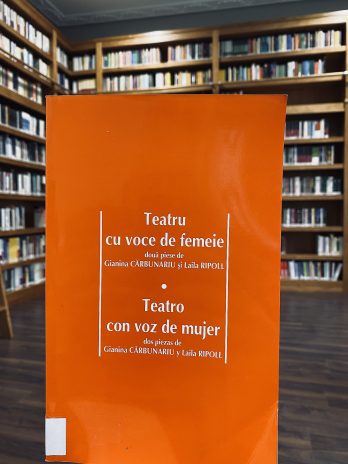 Teatru
cu voce de femeie
două piese de
Gianina CĂRBUNARIU și Laila RIPOLL
Teatro
con voz de mujer
dos piezas de
Gianina CĂRBUNARIU y Laila RIPOLL